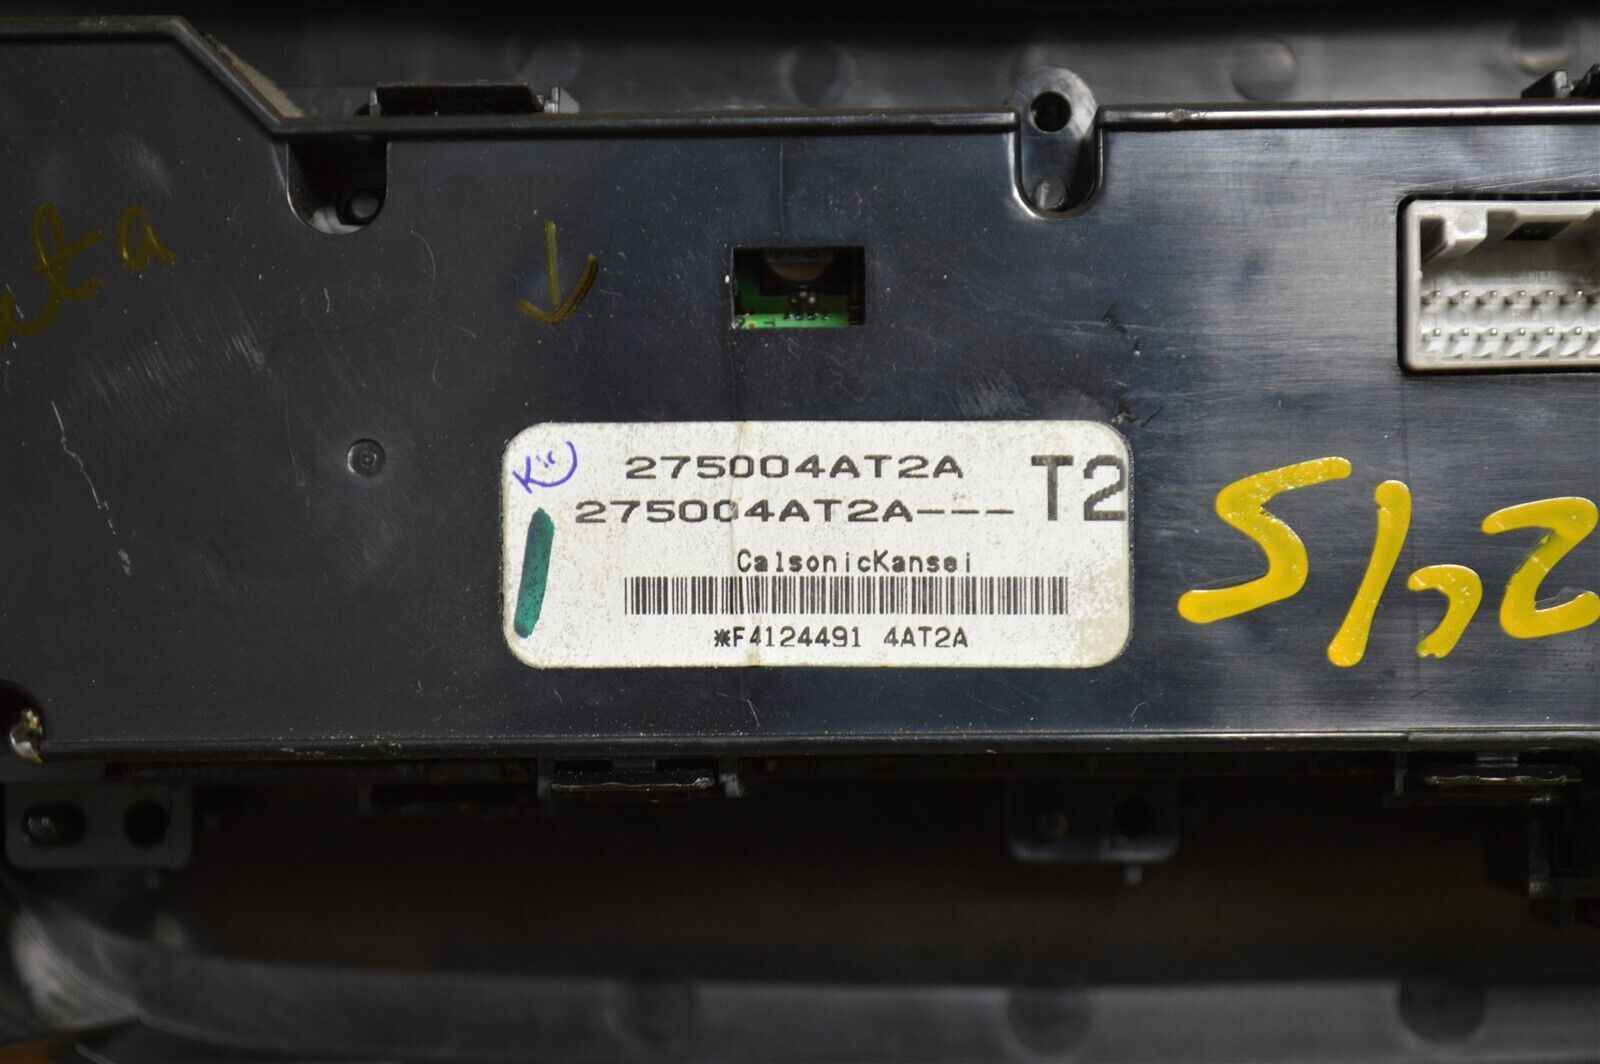 275004AT2A
275004AT2A--- T2
CalsonicKansei
*F4124491 4AT2A